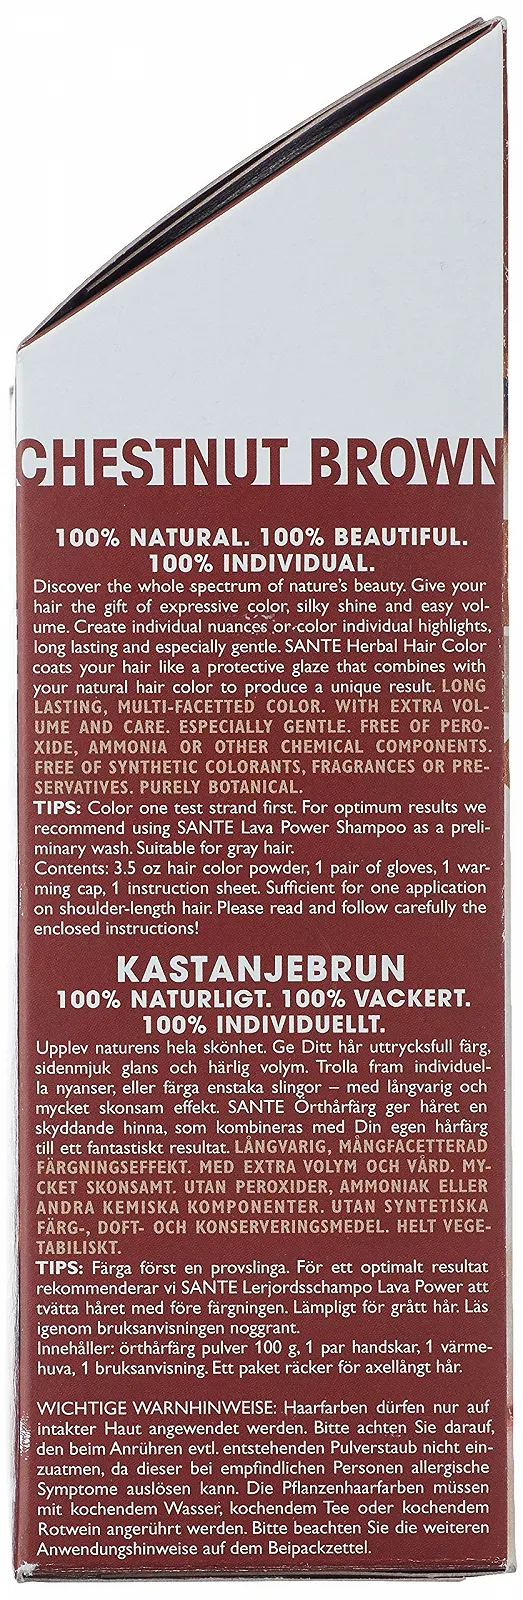 CHESTNUT BROWN
100% NATURAL. 100% BEAUTIFUL.
100% INDIVIDUAL.
Discover the whole spectrum of nature's beauty. Give your
hair the gift of expressive color, silky shine and easy vol-
ume. Create individual nuances or color individual highlights,
long lasting and especially gentle. SANTE Herbal Hair Color
coats your hair like a protective glaze that combines with
your natural hair color to produce a unique result. LONG
LASTING, MULTI-FACETTED COLOR. WITH EXTRA VOL-
UME AND CARE. ESPECIALLY GENTLE. FREE OF PERO-
XIDE, AMMONIA OR OTHER CHEMICAL COMPONENTS.
FREE OF SYNTHETIC COLORANTS, FRAGRANCES OR PRE-
SERVATIVES. PURELY BOTANICAL.
TIPS: Color one test strand first. For optimum results we
recommend using SANTE Lava Power Shampoo as a preli-
minary wash. Suitable for gray hair.
Contents: 3.5 oz hair color powder, 1 pair of gloves, 1 war-
ming cap, 1 instruction sheet. Sufficient for one application
on shoulder-length hair. Please read and follow carefully the
enclosed instructions!
KASTANJEBRUN
100% NATURLIGT. 100% VACKERT.
100% INDIVIDUELLT.
Upplev naturens hela skönhet. Ge Ditt hår uttrycksfull färg,
sidenmjuk glans och härlig volym. Trolla fram individuel-
la nyanser, eller färga enstaka slingor – med långvarig och
mycket skonsam effekt. SANTE Örthårfärg ger håret en
skyddande hinna, som kombineras med Din egen hårfärg
till ett fantastiskt resultat. LÅNGVARIG, MÅNGFACETTERAD
FÄRGNINGSEFFEKT. MED EXTRA VOLYM OCH VÅRD. MY-
CKET SKONSAMT. UTAN PEROXIDER, AMMONIAK ELLER
ANDRA KEMISKA KOMPONENTER. UTAN SYNTETISKA
FÄRG-, DOFT- OCH KONSERVERINGSMEDEL. HELT VEGE-
TABILISKT.
TIPS: Färga först en provslinga. För ett optimalt resultat
rekommenderar vi SANTE Lerjordsschampo Lava Power att
tvätta håret med före färgningen. Lämpligt för grått hår. Läs
igenom bruksanvisningen noggrant.
Innehåller: örthårfärg pulver 100 g, 1 par handskar, 1 värme-
huva, 1 bruksanvisning. Ett paket räcker för axellångt hår.
WICHTIGE WARNHINWEISE: Haarfarben dürfen nur auf
intakter Haut angewendet werden. Bitte achten Sie darauf,
den beim Anrühren evtl. entstehenden Pulverstaub nicht ein-
zuatmen, da dieser bei empfindlichen Personen allergische
Symptome auslösen kann. Die Pflanzenhaarfarben müssen
mit kochendem Wasser, kochendem Tee oder kochendem
Rotwein angerührt werden. Bitte beachten Sie die weiteren
Anwendungshinweise auf dem Beipackzettel.